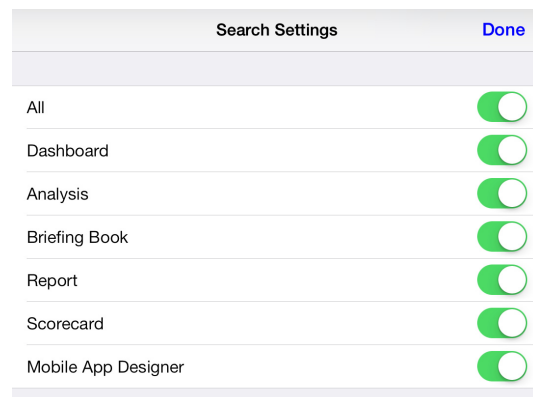 Search Settings Done
All
Dashboard
Analysis
Briefing Book
Report
Scorecard
Mobile App Designer